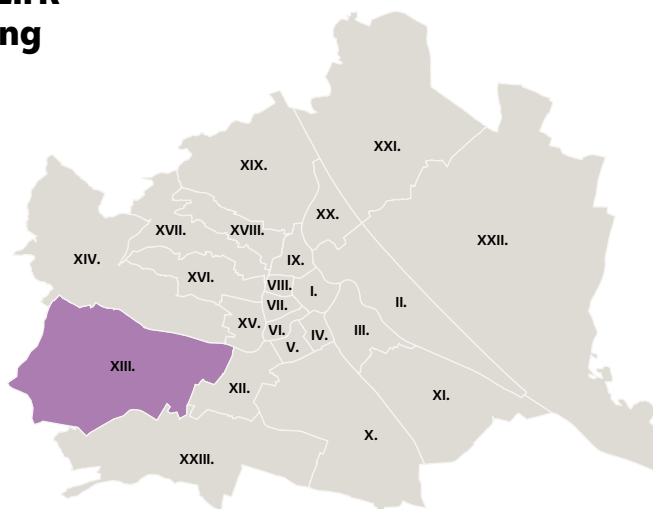 ng
XXI.
XIX.
XX.
XVII.
XVIII.
XXII.
XIV.
IX.
XVI.
VIII.
I.
VII.
II.
XV.
VI.
IV.
III.
V.
XIII.
XII.
XI.
X.
XXIII.